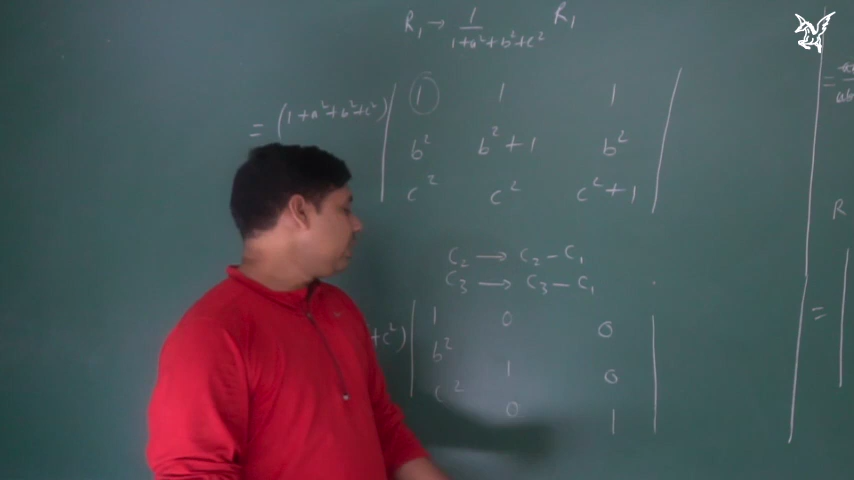 R₁ → 1/(1+a²+b²+c²) R₁
= (1+a²+b²+c²) | 1 1 1 |
b² b²+1 b²
c² c² c²+1
C₂ → C₂ – C₁
C₃ → C₃ – C₁
+c²) | 1 0 0 |
b² 1 0
c² 0 1
=
R
=